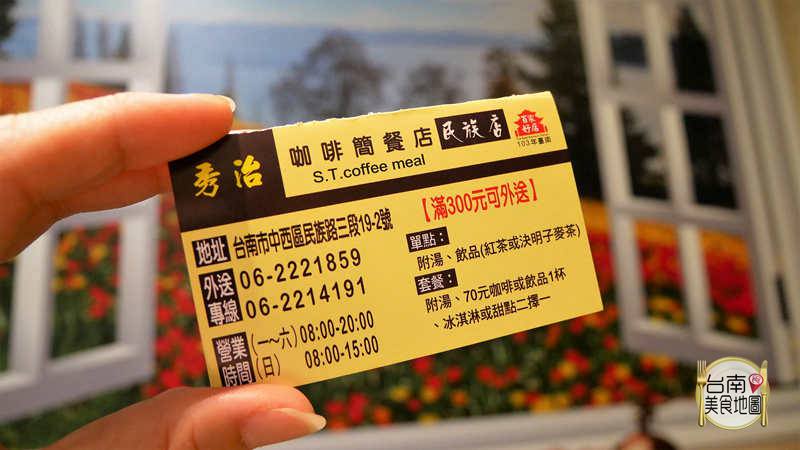 秀治
咖啡簡餐店 民族店
S.T.coffee meal
百家好店
103年臺南
地址 台南市中西區民族路三段19-2號
外送專線 06-2221859
06-2214191
營業時間 (一~六) 08:00-20:00
(日) 08:00-15:00
【滿300元可外送】
單點：
附湯、飲品(紅茶或決明子麥茶)
套餐：
附湯、70元咖啡或飲品1杯
、冰淇淋或甜點二擇一
台南
美食地圖